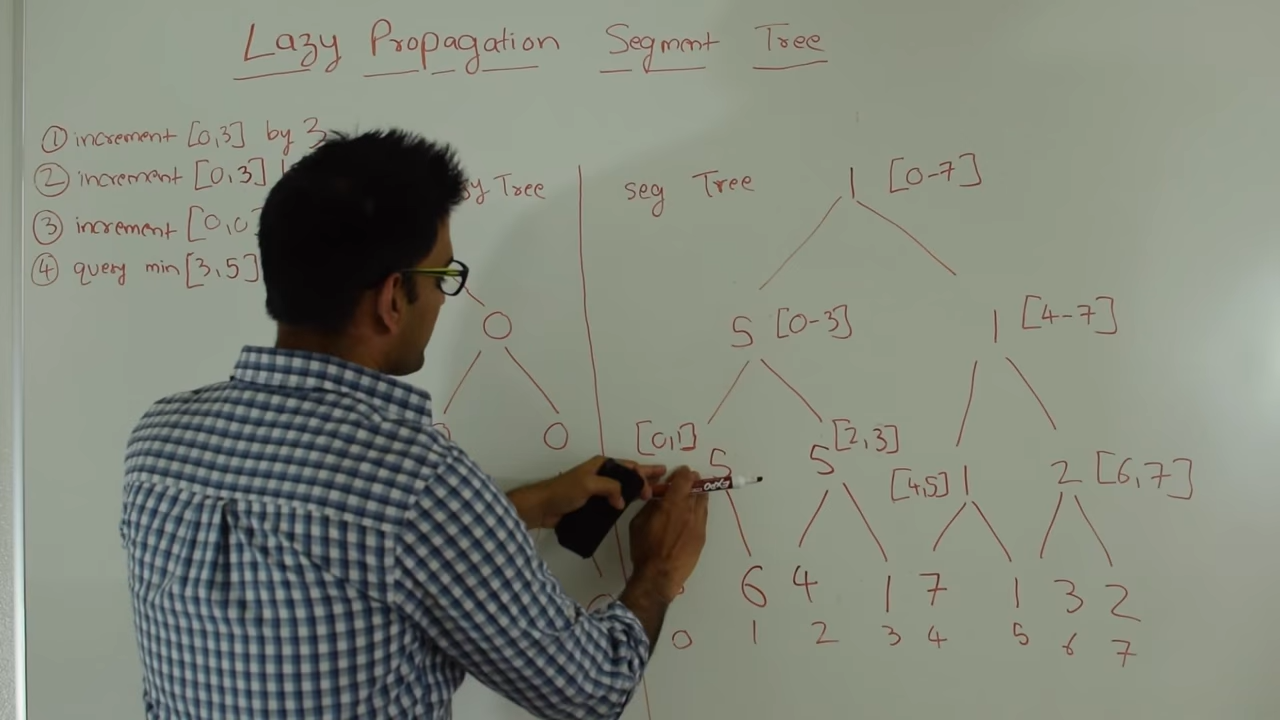 Lazy Propagation Segment Tree
① increment [0,3] by 3
② increment [0,3]
③ increment [0,0]
④ query min [3,5]
Tree
seg Tree
1 [0-7]
0
5 [0-3]
1 [4-7]
0
[0,1] 5
5 [2,3]
[4,5] 1
2 [6,7]
EXPO
6 4 1 7 1 3 2
0 1 2 3 4 5 6 7